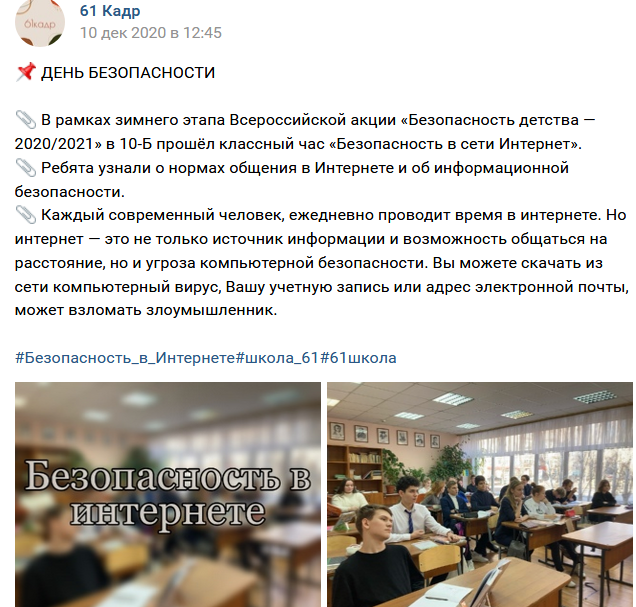 61 Кадр
10 дек 2020 в 12:45
61кадр
ДЕНЬ БЕЗОПАСНОСТИ
В рамках зимнего этапа Всероссийской акции «Безопасность детства —
2020/2021» в 10-Б прошёл классный час «Безопасность в сети Интернет».
Ребята узнали о нормах общения в Интернете и об информационной
безопасности.
Каждый современный человек, ежедневно проводит время в интернете. Но
интернет — это не только источник информации и возможность общаться на
расстояние, но и угроза компьютерной безопасности. Вы можете скачать из
сети компьютерный вирус, Вашу учетную запись или адрес электронной почты,
может взломать злоумышленник.
#Безопасность_в_Интернете#школа_61#61школа
Безопасность в
интернете